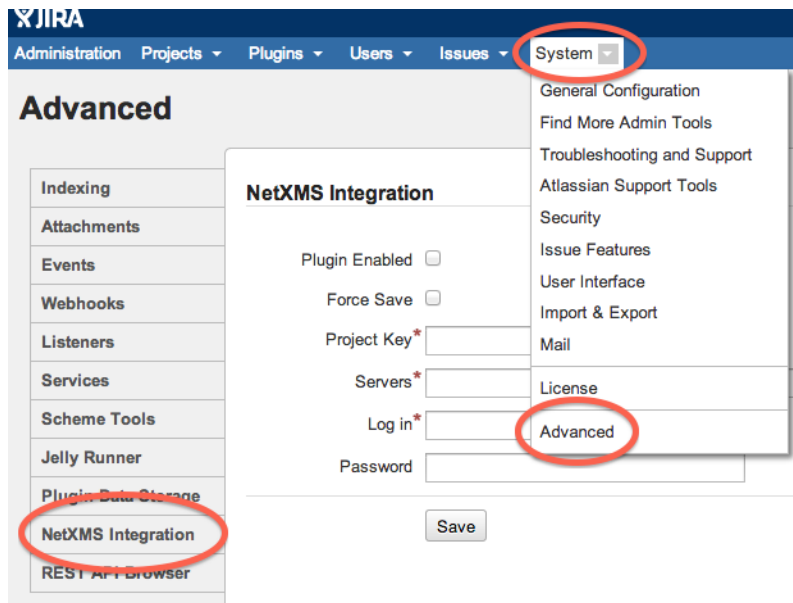 JIRA
Administration Projects Plugins Users Issues System
Advanced
General Configuration
Find More Admin Tools
Troubleshooting and Support
Atlassian Support Tools
Security
Issue Features
User Interface
Import & Export
Mail
License
Advanced
Indexing
Attachments
Events
Webhooks
Listeners
Services
Scheme Tools
Jelly Runner
Plugin Data Storage
NetXMS Integration
REST API Browser
NetXMS Integration
Plugin Enabled
Force Save
Project Key*
Servers*
Log in*
Password
Save